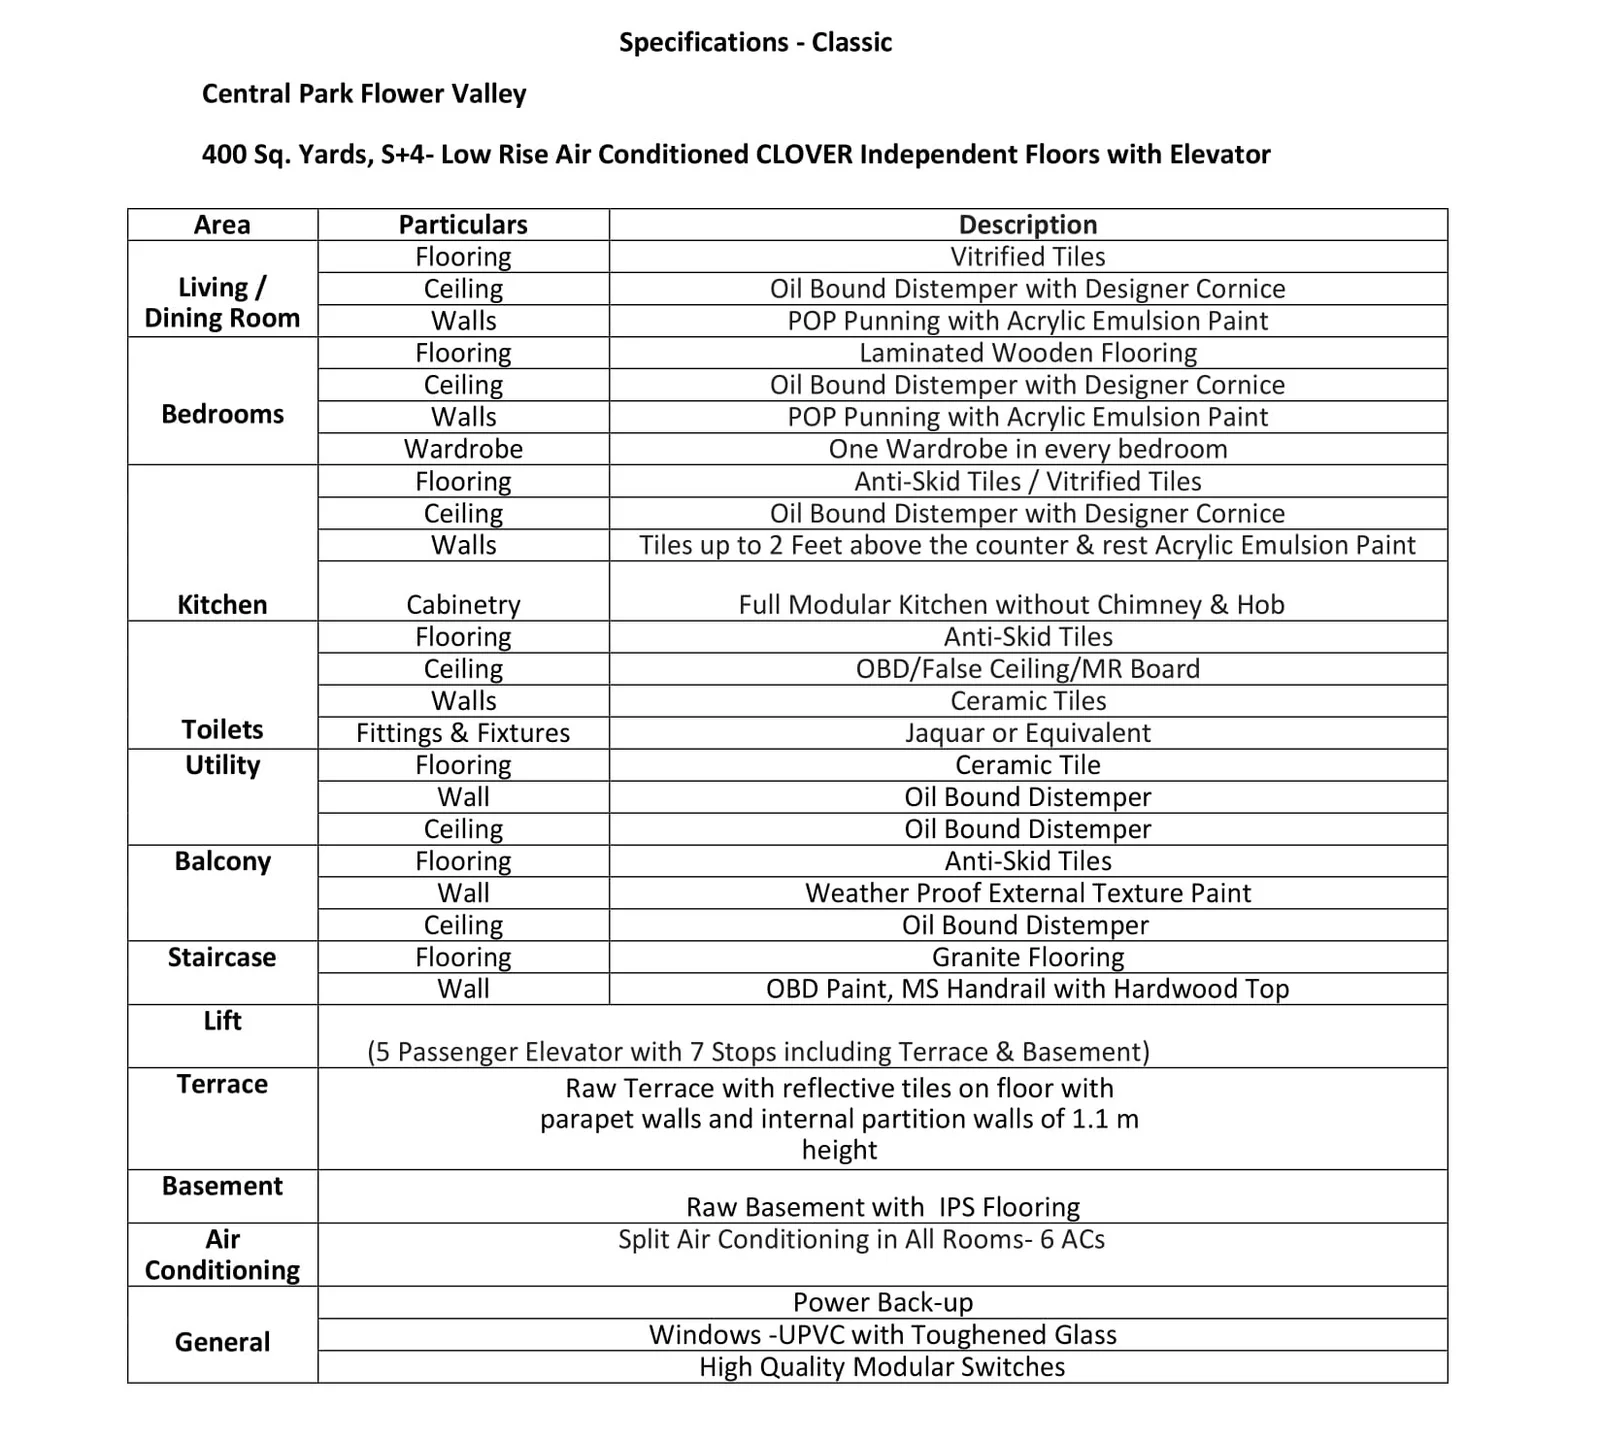 Specifications - Classic
Central Park Flower Valley
400 Sq. Yards, S+4- Low Rise Air Conditioned CLOVER Independent Floors with Elevator
Area Particulars Description
Living /
Dining Room
Flooring Vitrified Tiles
Ceiling Oil Bound Distemper with Designer Cornice
Walls POP Punning with Acrylic Emulsion Paint
Bedrooms
Flooring Laminated Wooden Flooring
Ceiling Oil Bound Distemper with Designer Cornice
Walls POP Punning with Acrylic Emulsion Paint
Wardrobe One Wardrobe in every bedroom
Kitchen
Flooring Anti-Skid Tiles / Vitrified Tiles
Ceiling Oil Bound Distemper with Designer Cornice
Walls Tiles up to 2 Feet above the counter & rest Acrylic Emulsion Paint
Cabinetry Full Modular Kitchen without Chimney & Hob
Toilets
Flooring Anti-Skid Tiles
Ceiling OBD/False Ceiling/MR Board
Walls Ceramic Tiles
Fittings & Fixtures Jaquar or Equivalent
Utility
Flooring Ceramic Tile
Wall Oil Bound Distemper
Ceiling Oil Bound Distemper
Balcony
Flooring Anti-Skid Tiles
Wall Weather Proof External Texture Paint
Ceiling Oil Bound Distemper
Staircase
Flooring Granite Flooring
Wall OBD Paint, MS Handrail with Hardwood Top
Lift
(5 Passenger Elevator with 7 Stops including Terrace & Basement)
Terrace
Raw Terrace with reflective tiles on floor with
parapet walls and internal partition walls of 1.1 m
height
Basement
Raw Basement with IPS Flooring
Air
Conditioning
Split Air Conditioning in All Rooms- 6 ACs
General
Power Back-up
Windows -UPVC with Toughened Glass
High Quality Modular Switches